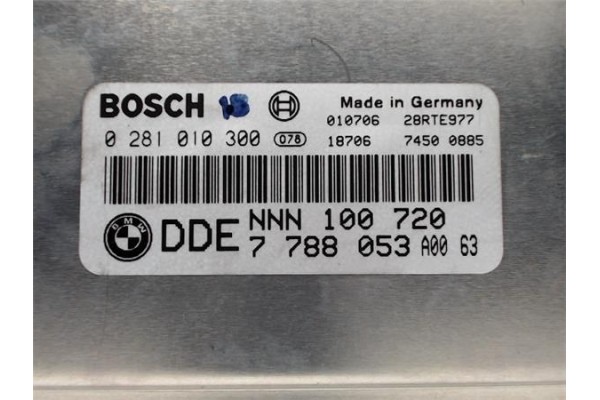 BOSCH 18 Made in Germany
010706 28RTE977
0 281 010 300 078 18706 7450 0885
BMW DDE NNN 100 720
7 788 053 A00 63